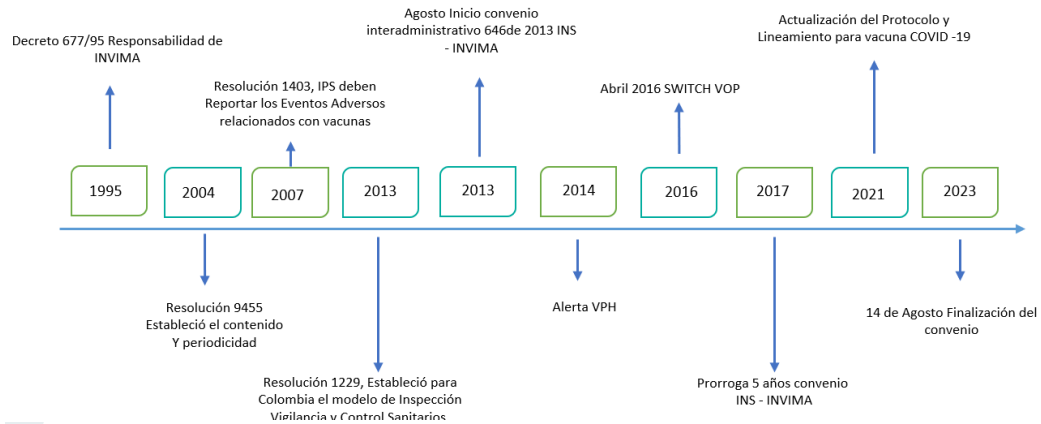 Decreto 677/95 Responsabilidad de
INVIMA
Resolución 1403, IPS deben
Reportar los Eventos Adversos
relacionados con vacunas
Agosto Inicio convenio
interadministrativo 646de 2013 INS
- INVIMA
Abril 2016 SWITCH VOP
Actualización del Protocolo y
Lineamiento para vacuna COVID -19
1995
2004
2007
2013
2013
2014
2016
2017
2021
2023
Resolución 9455
Estableció el contenido
Y periodicidad
Resolución 1229, Estableció para
Colombia el modelo de Inspección
Vigilancia y Control Sanitarios
Alerta VPH
Prorroga 5 años convenio
INS - INVIMA
14 de Agosto Finalización del
convenio